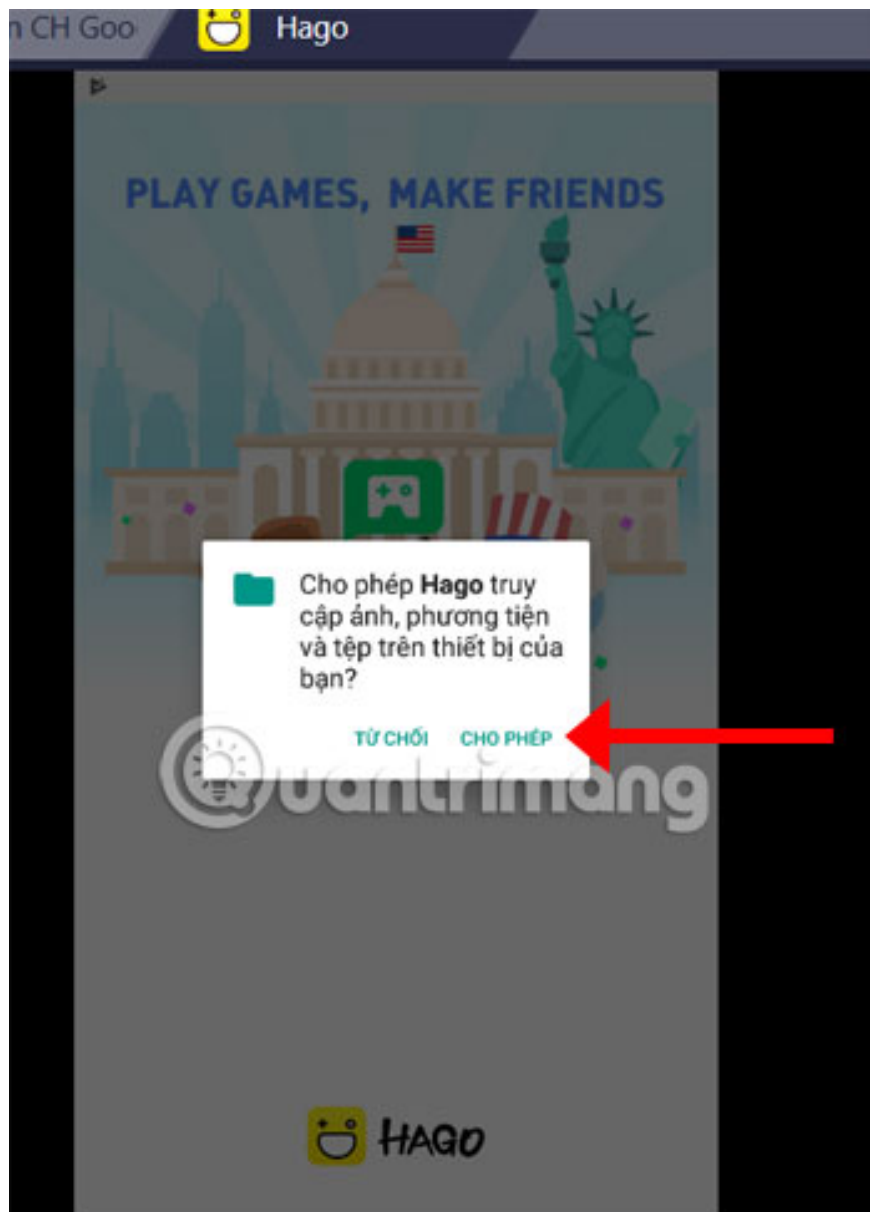 n CH Goo
Hago
PLAY GAMES, MAKE FRIENDS
Cho phép Hago truy
cập ảnh, phương tiện
và tệp trên thiết bị của
bạn?
TỪ CHỐI CHO PHÉP
Quantrimang
HAGO